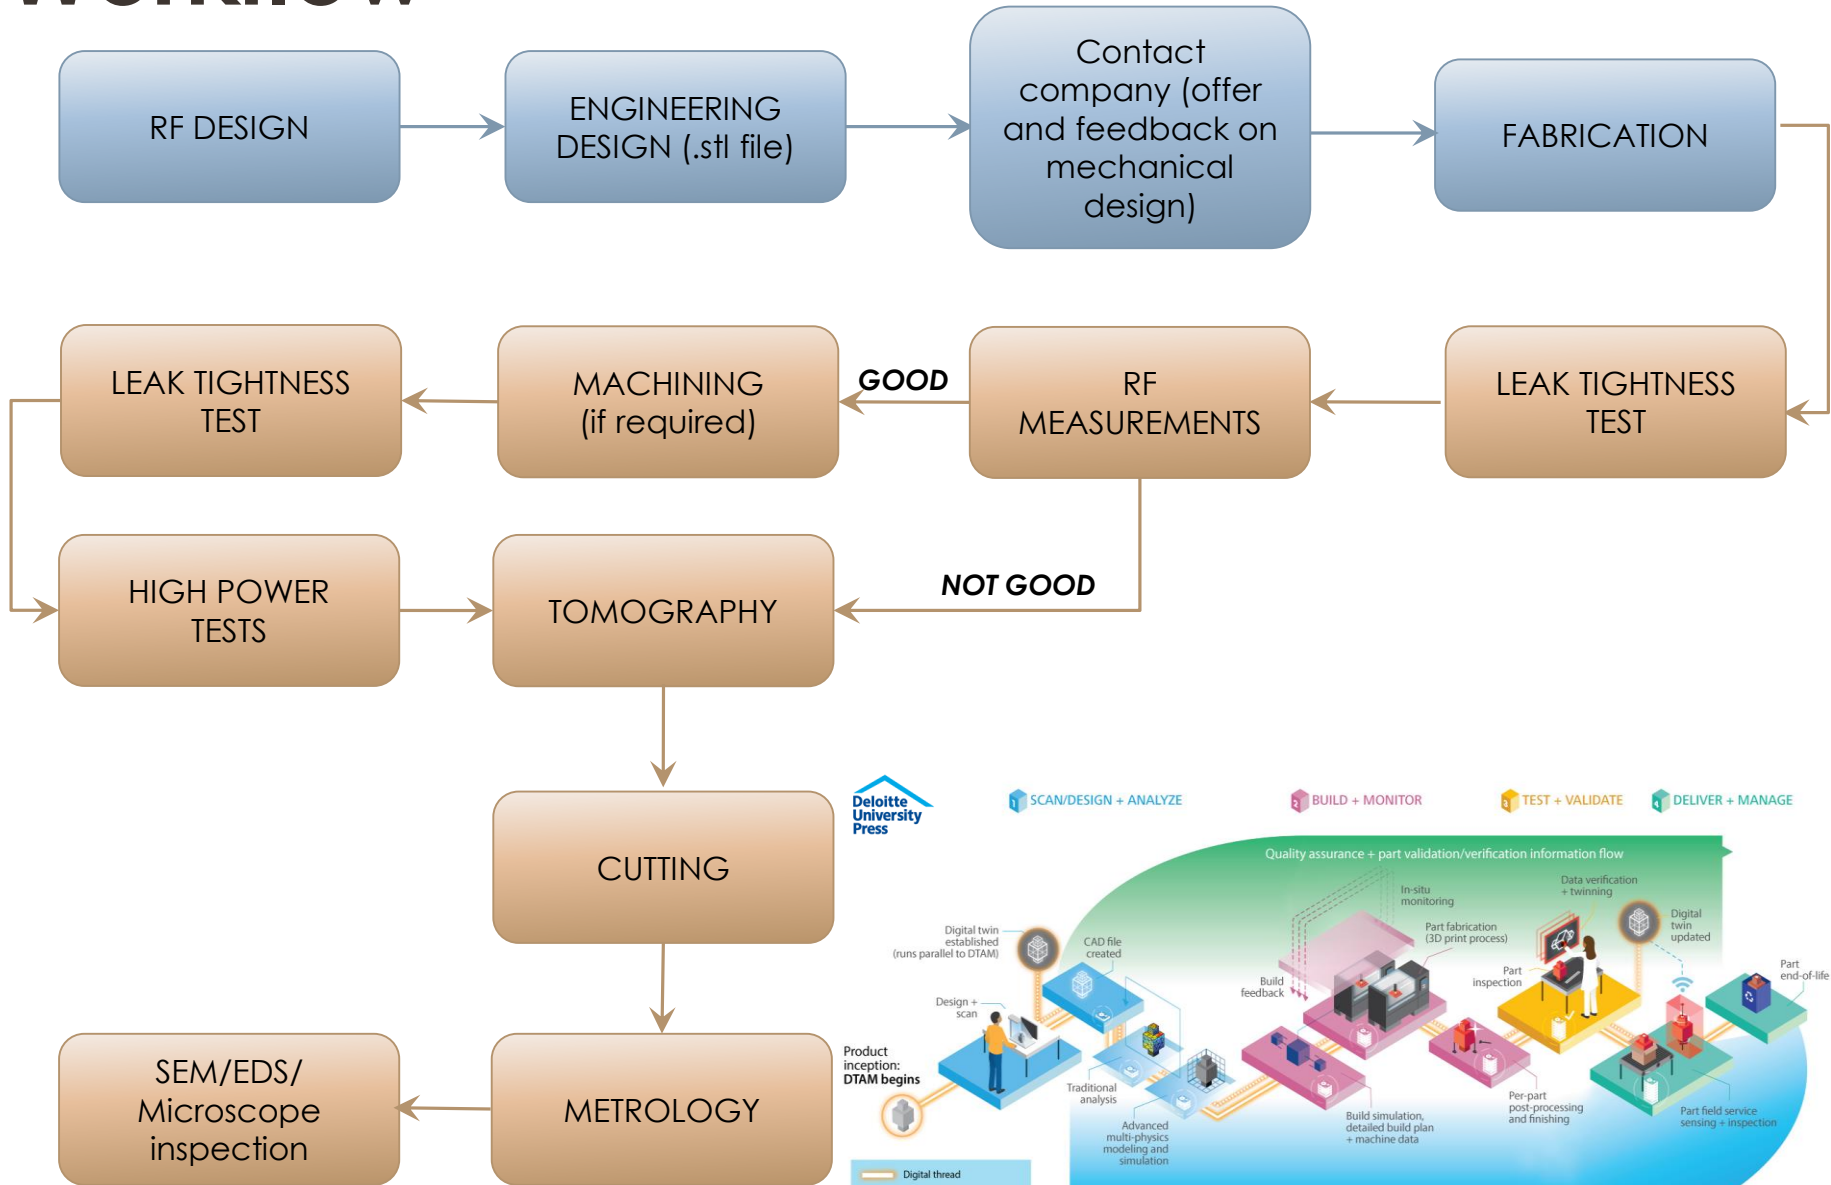 Workflow
RF DESIGN
ENGINEERING
DESIGN (.stl file)
Contact
company (offer
and feedback on
mechanical
design)
FABRICATION
LEAK TIGHTNESS
TEST
MACHINING
(if required)
GOOD
RF
MEASUREMENTS
LEAK TIGHTNESS
TEST
HIGH POWER
TESTS
TOMOGRAPHY
NOT GOOD
CUTTING
METROLOGY
SEM/EDS/
Microscope
inspection
Deloitte
University
Press
1 SCAN/DESIGN + ANALYZE
2 BUILD + MONITOR
3 TEST + VALIDATE
4 DELIVER + MANAGE
Quality assurance + part validation/verification information flow
In-situ
monitoring
Data verification
+ twinning
Digital twin
established
(runs parallel to DTAM)
CAD file
created
Part fabrication
(3D print process)
Digital
twin
updated
Build
feedback
Part
inspection
Part
end-of-life
Design +
scan
Product
inception:
DTAM begins
Traditional
analysis
Advanced
multi-physics
modeling and
simulation
Build simulation,
detailed build plan
+ machine data
Per-part
post-processing
and finishing
Part field service
sensing + inspection
Digital thread